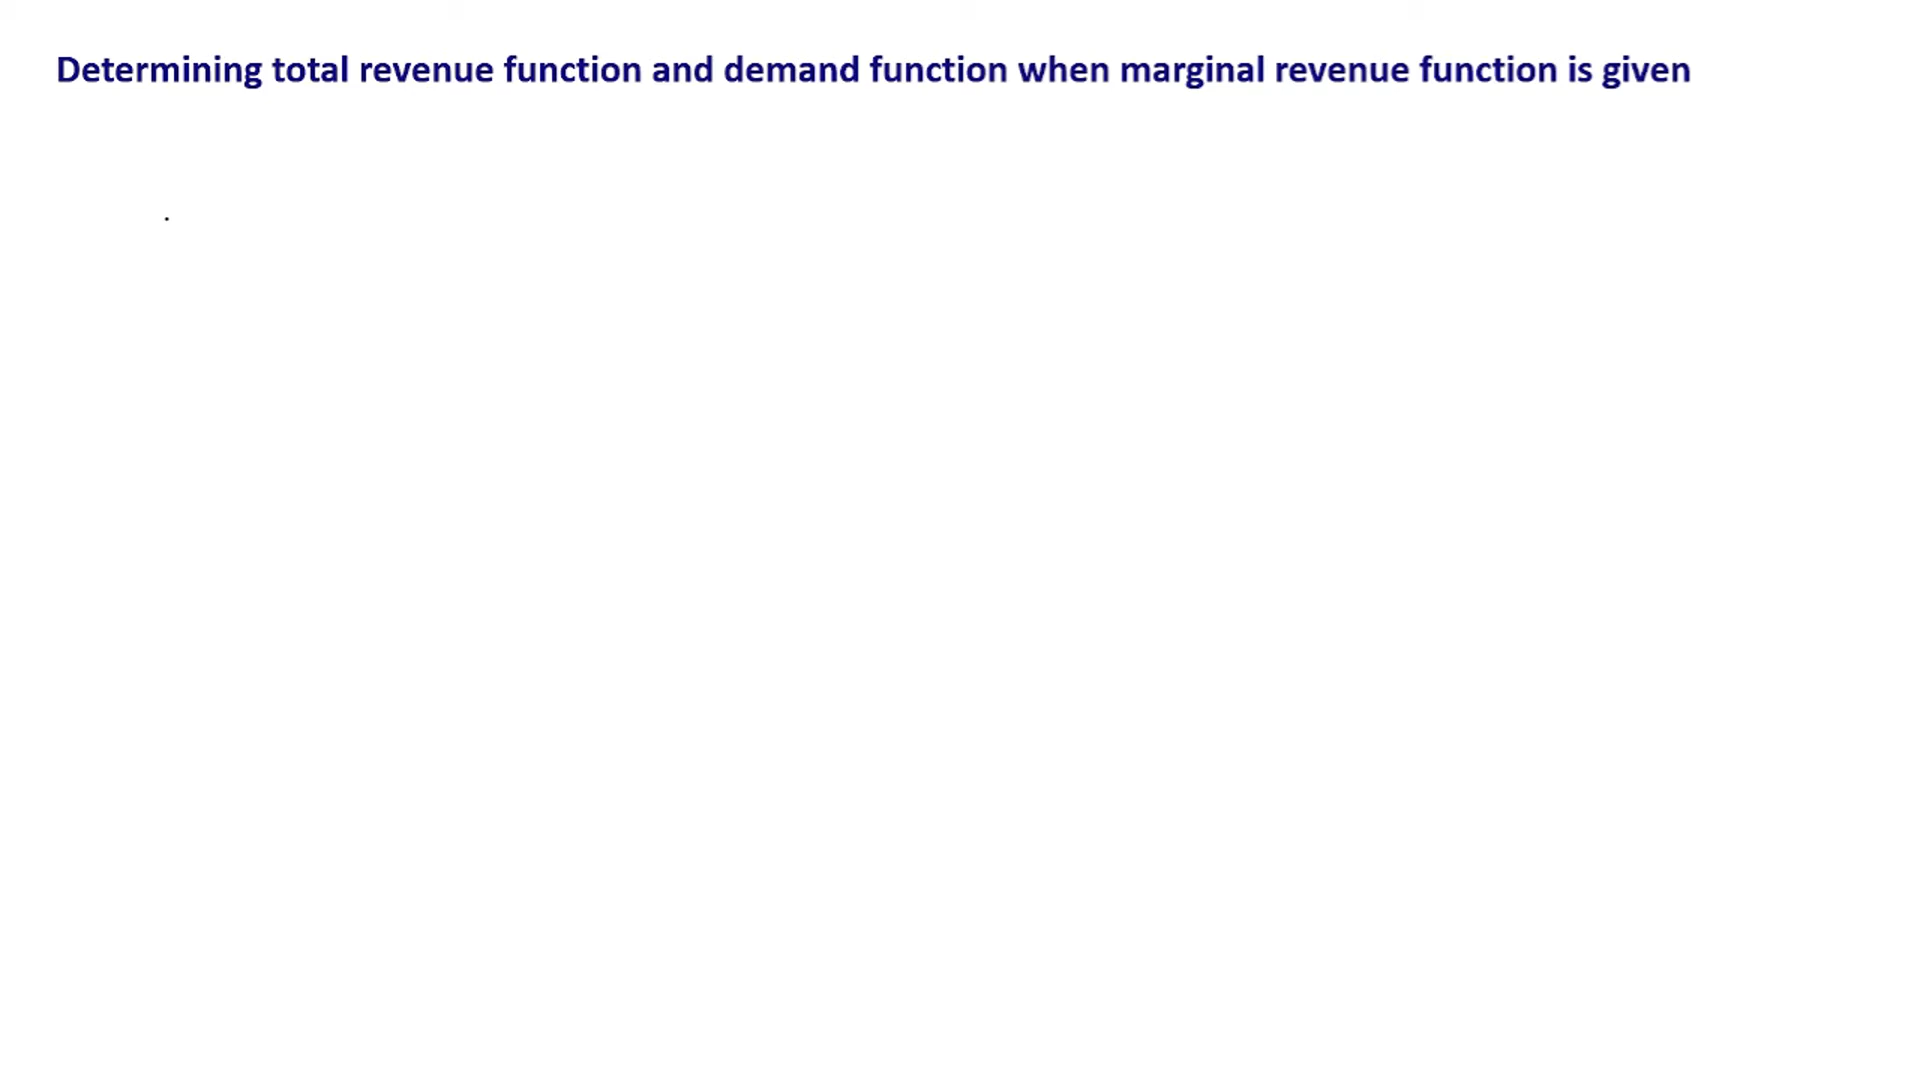 Determining total revenue function and demand function when marginal revenue function is given